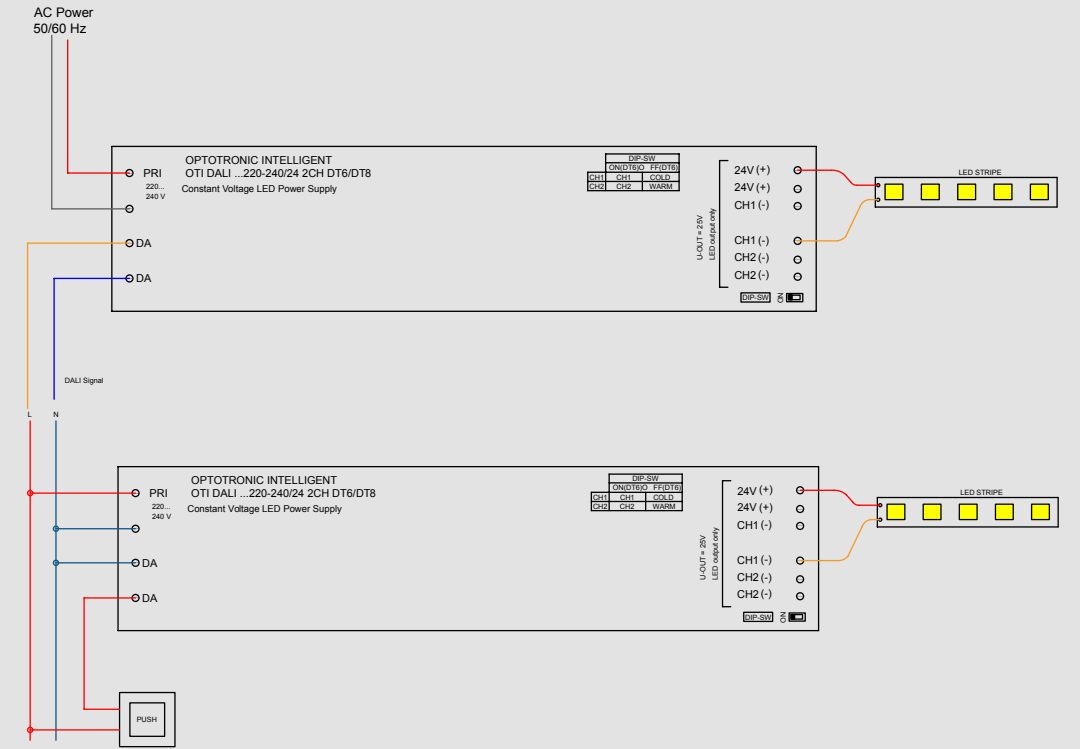 AC Power
50/60 Hz
OPTOTRONIC INTELLIGENT
OTI DALI ...220-240/24 2CH DT6/DT8
Constant Voltage LED Power Supply
PRI
220...
240 V
DA
DA
DIP-SW
ON(DT6)O FF(DT6)
CH1 CH1 COLD
CH2 CH2 WARM
U-OUT = 25V
LED output only
24V (+)
24V (+)
CH1 (-)
CH1 (-)
CH2 (-)
CH2 (-)
DIP-SW
ON
LED STRIPE
DALI Signal
L N
OPTOTRONIC INTELLIGENT
OTI DALI ...220-240/24 2CH DT6/DT8
Constant Voltage LED Power Supply
PRI
220...
240 V
DA
DA
DIP-SW
ON(DT6)O FF(DT6)
CH1 CH1 COLD
CH2 CH2 WARM
U-OUT = 25V
LED output only
24V (+)
24V (+)
CH1 (-)
CH1 (-)
CH2 (-)
CH2 (-)
DIP-SW
ON
LED STRIPE
PUSH